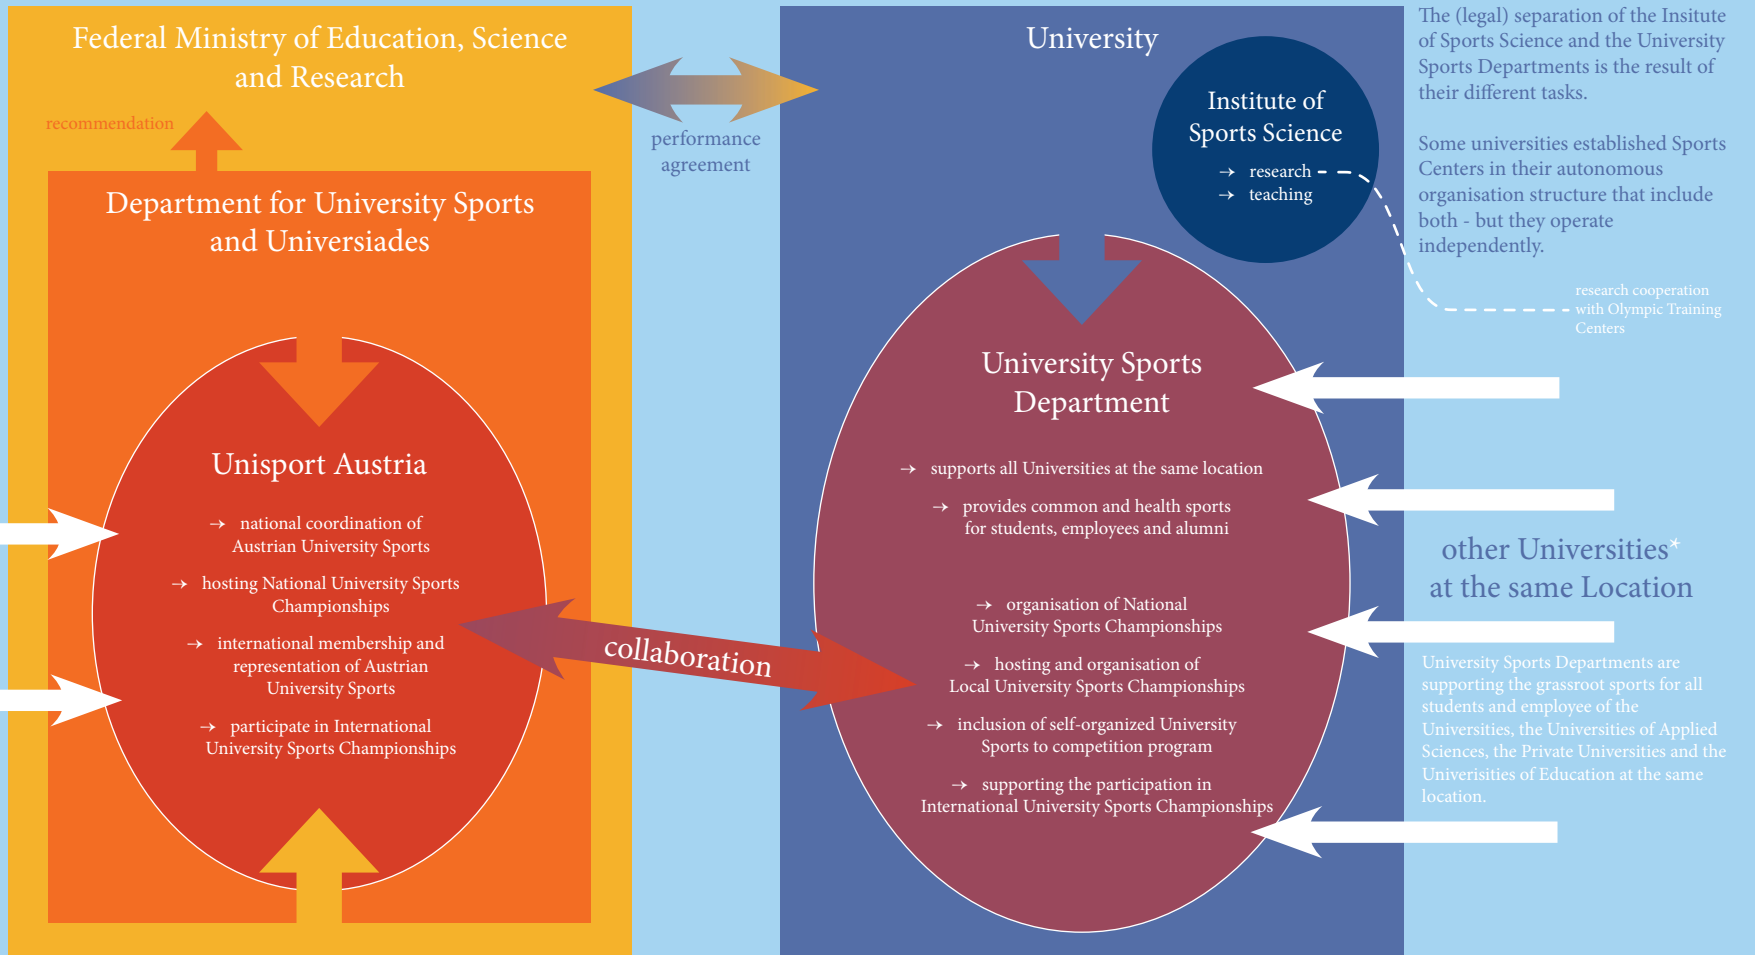 Federal Ministry of Education, Science
and Research
recommendation
Department for University Sports
and Universiades
Unisport Austria
→ national coordination of
Austrian University Sports
→ hosting National University Sports
Championships
→ international membership and
representation of Austrian
University Sports
→ participate in International
University Sports Championships
performance
agreement
collaboration
University
Institute of
Sports Science
→ research
→ teaching
University Sports
Department
→ supports all Universities at the same location
→ provides common and health sports
for students, employees and alumni
→ organisation of National
University Sports Championships
→ hosting and organisation of
Local University Sports Championships
→ inclusion of self-organized University
Sports to competition program
→ supporting the participation in
International University Sports Championships
The (legal) separation of the Insitute
of Sports Science and the University
Sports Departments is the result of
their different tasks.
Some universities established Sports
Centers in their autonomous
organisation structure that include
both - but they operate
independently.
research cooperation
with Olympic Training
Centers
other Universities*
at the same Location
University Sports Departments are
supporting the grassroot sports for all
students and employee of the
Universities, the Universities of Applied
Sciences, the Private Universities and the
Univerisities of Education at the same
location.